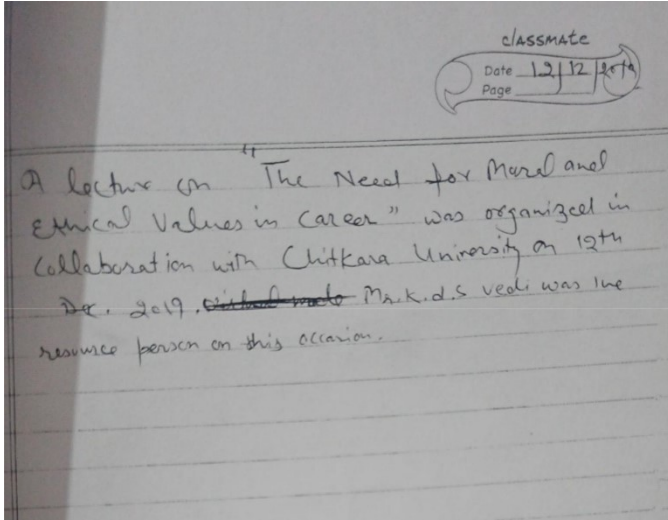 classmate
Date 12/12/2019
Page
A lecture on "The Need for Moral and
Ethical Values in Career" was organized in
Collaboration with Chitkara University on 12th
Dec. 2019. Mr. K.d.S vedi was the
resource person on this occasion.